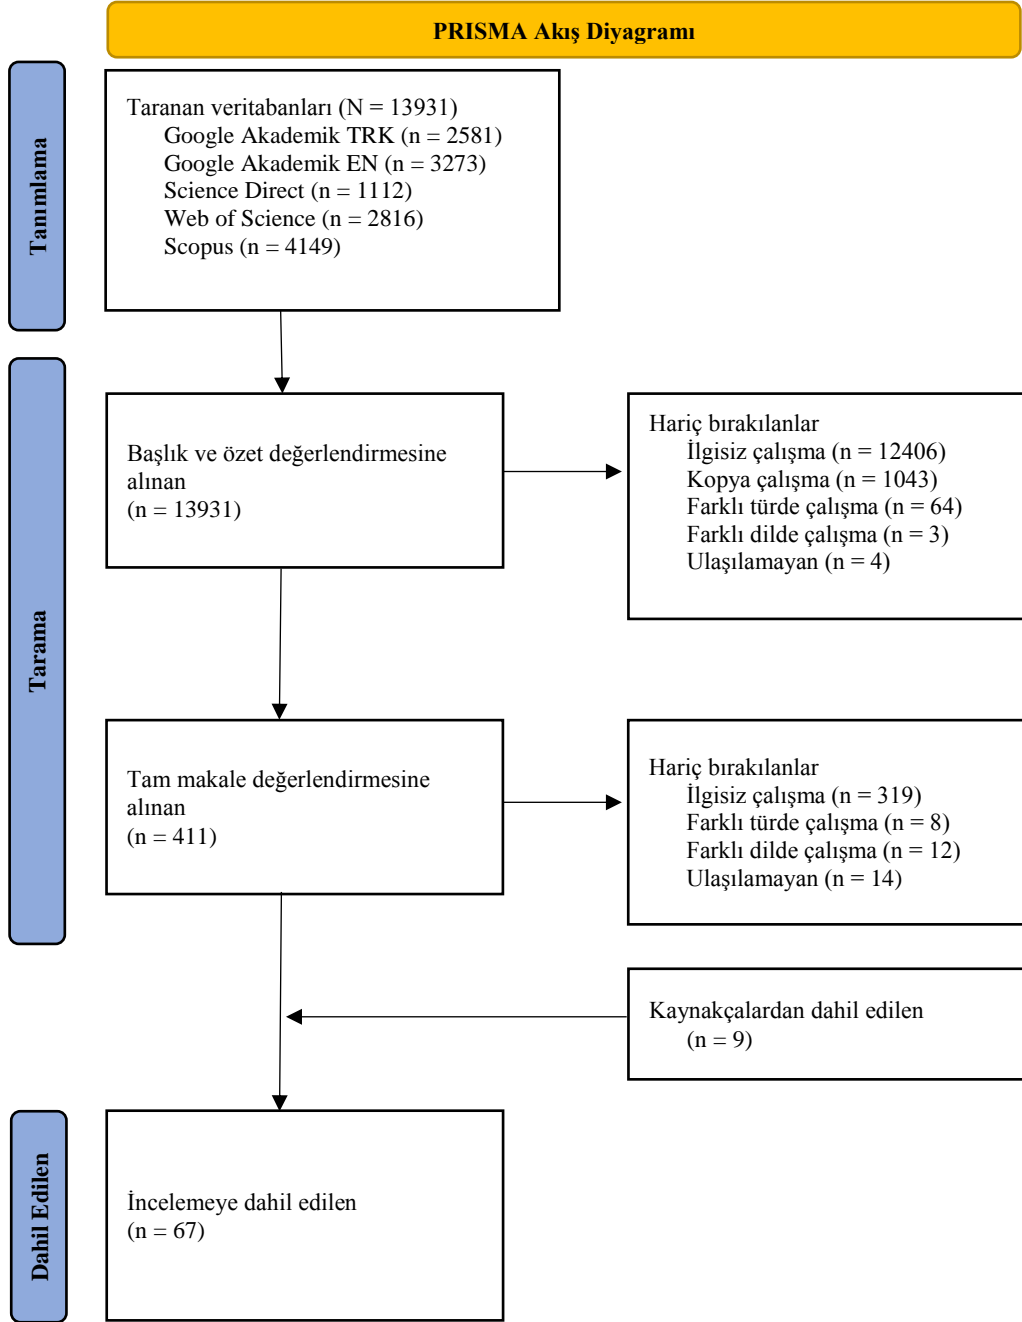 PRISMA Akış Diyagramı
Tanımlama
Taranan veritabanları (N = 13931)
Google Akademik TRK (n = 2581)
Google Akademik EN (n = 3273)
Science Direct (n = 1112)
Web of Science (n = 2816)
Scopus (n = 4149)
Tarama
Başlık ve özet değerlendirmesine
alınan
(n = 13931)
Hariç bırakılanlar
İlgisiz çalışma (n = 12406)
Kopya çalışma (n = 1043)
Farklı türde çalışma (n = 64)
Farklı dilde çalışma (n = 3)
Ulaşılamayan (n = 4)
Tam makale değerlendirmesine
alınan
(n = 411)
Hariç bırakılanlar
İlgisiz çalışma (n = 319)
Farklı türde çalışma (n = 8)
Farklı dilde çalışma (n = 12)
Ulaşılamayan (n = 14)
Kaynakçalardan dahil edilen
(n = 9)
Dahil Edilen
İncelemeye dahil edilen
(n = 67)